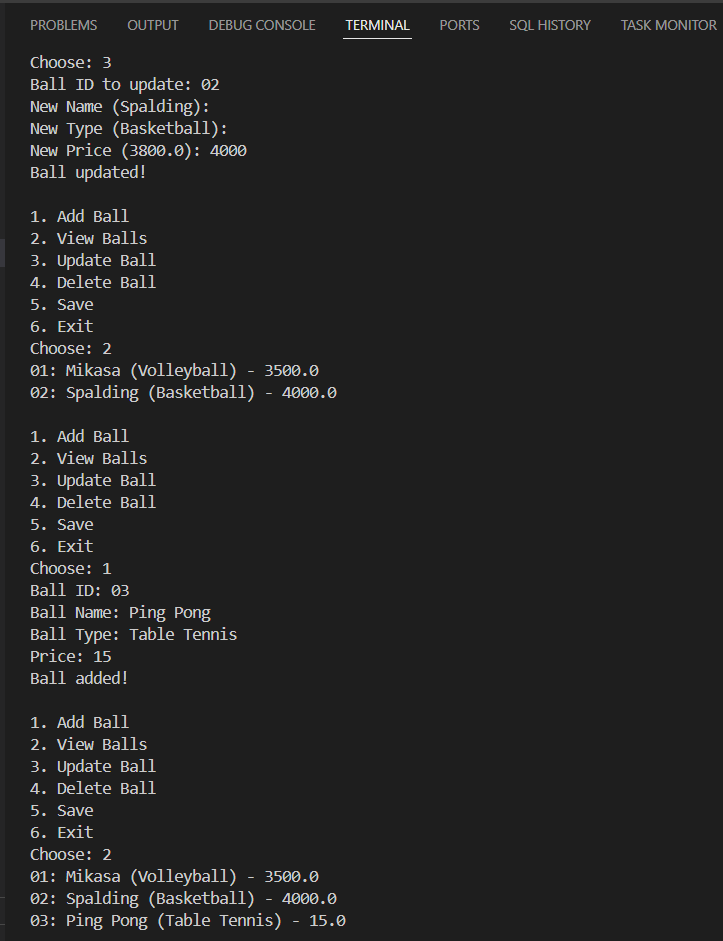 PROBLEMS OUTPUT DEBUG CONSOLE TERMINAL PORTS SQL HISTORY TASK MONITOR
Choose: 3
Ball ID to update: 02
New Name (Spalding):
New Type (Basketball):
New Price (3800.0): 4000
Ball updated!

1. Add Ball
2. View Balls
3. Update Ball
4. Delete Ball
5. Save
6. Exit
Choose: 2
01: Mikasa (Volleyball) - 3500.0
02: Spalding (Basketball) - 4000.0

1. Add Ball
2. View Balls
3. Update Ball
4. Delete Ball
5. Save
6. Exit
Choose: 1
Ball ID: 03
Ball Name: Ping Pong
Ball Type: Table Tennis
Price: 15
Ball added!

1. Add Ball
2. View Balls
3. Update Ball
4. Delete Ball
5. Save
6. Exit
Choose: 2
01: Mikasa (Volleyball) - 3500.0
02: Spalding (Basketball) - 4000.0
03: Ping Pong (Table Tennis) - 15.0